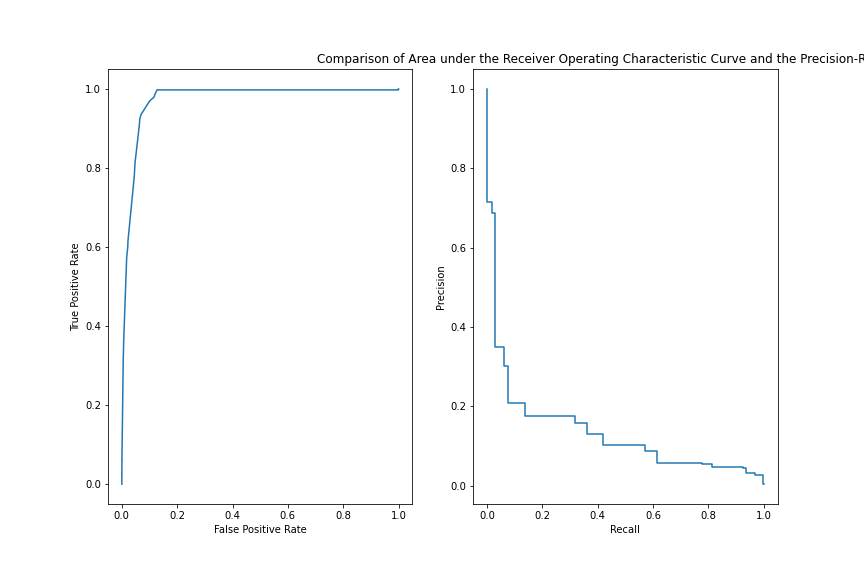 Comparison of Area under the Receiver Operating Characteristic Curve and the Precision-R
1.0
0.8
0.6
0.4
0.2
0.0
True Positive Rate
0.0 0.2 0.4 0.6 0.8 1.0
False Positive Rate
1.0
0.8
0.6
0.4
0.2
0.0
Precision
0.0 0.2 0.4 0.6 0.8 1.0
Recall